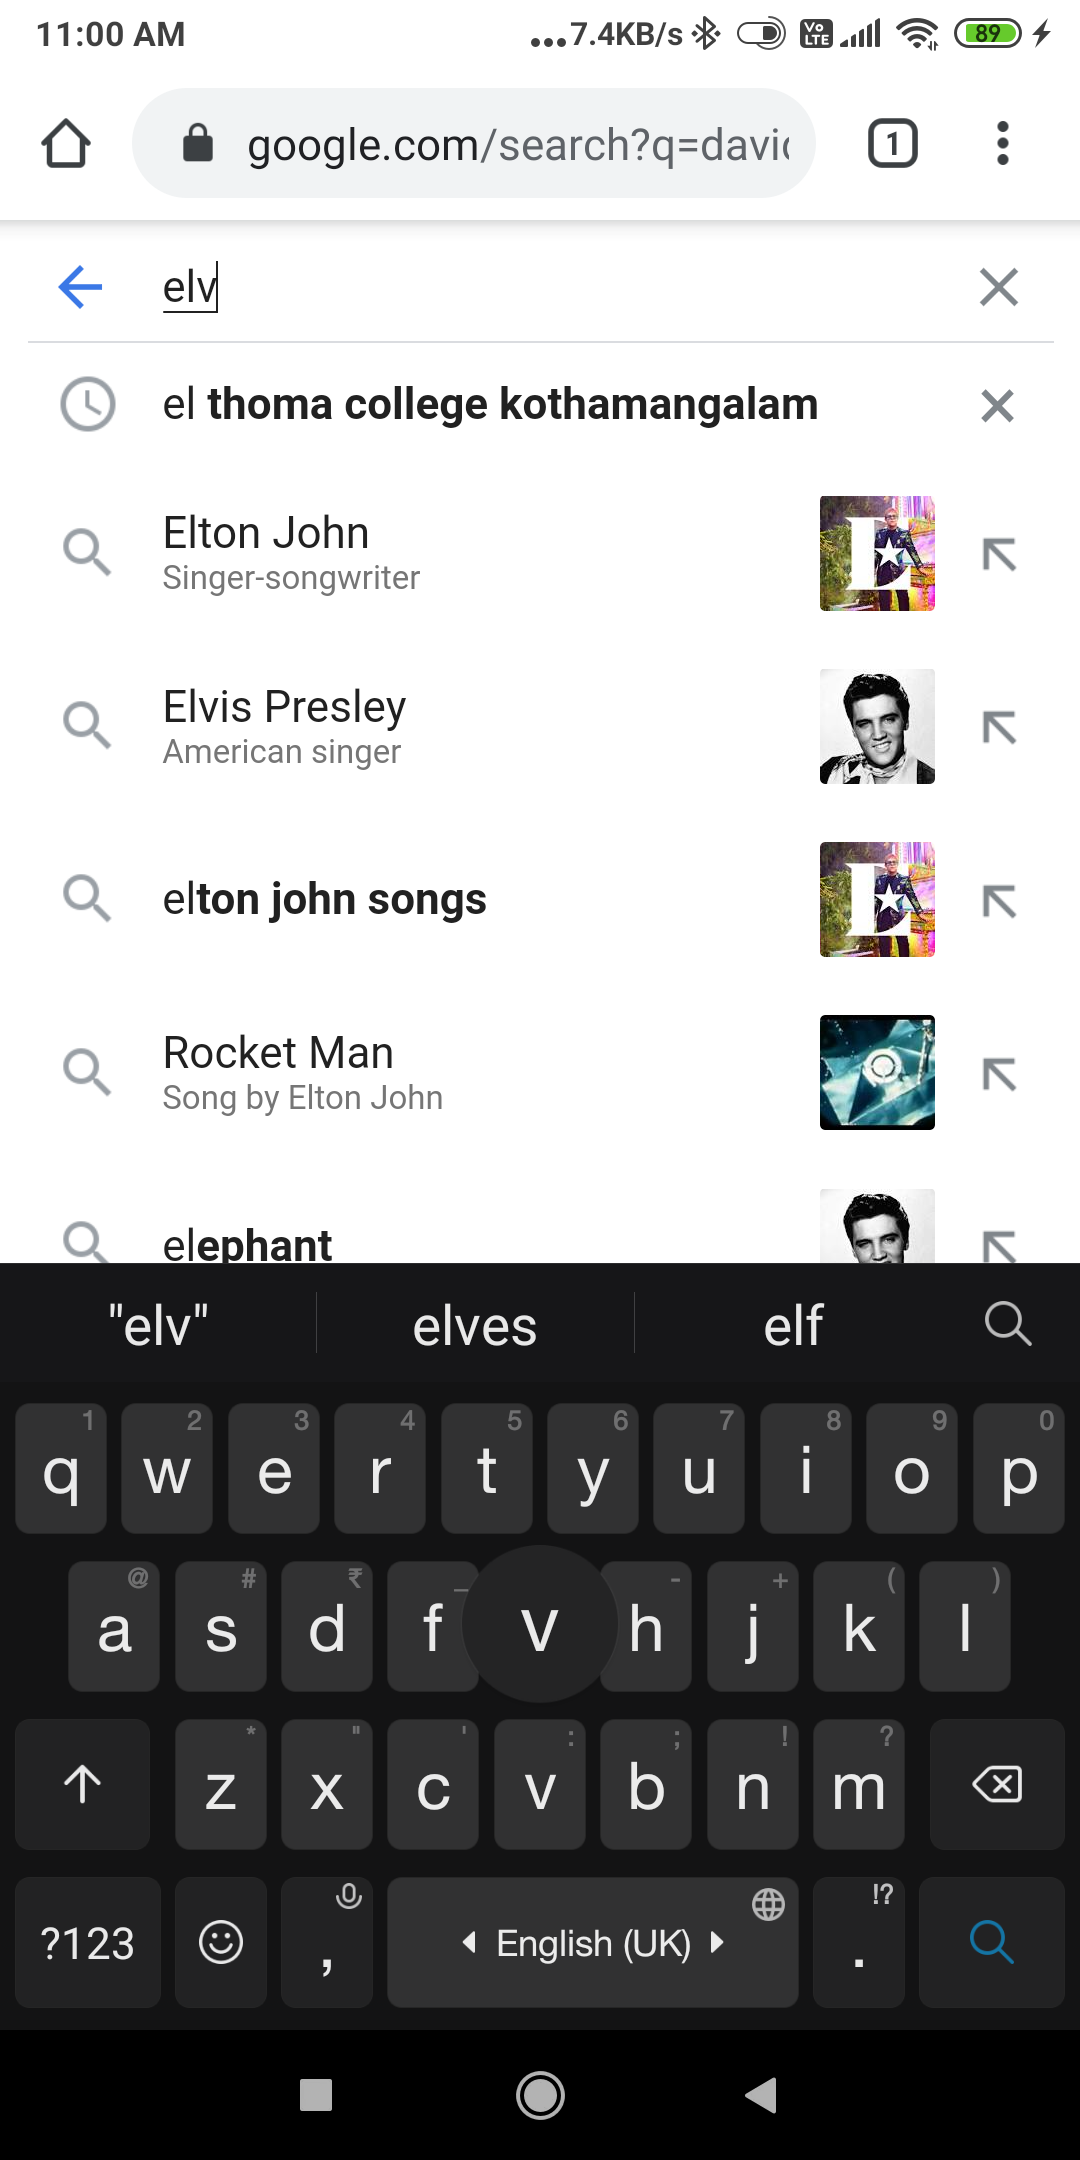 11:00 AM ...7.4KB/s Vo LTE 89
google.com/search?q=davi
1
elv
el thoma college kothamangalam
Elton John
Singer-songwriter
E
Elvis Presley
American singer
elton john songs
E
Rocket Man
Song by Elton John
elephant
"elv" elves elf
1 2 3 4 5 6 7 8 9 0
q w e r t y u i o p
@ # ₹ _ - + ( )
a s d f v h j k l
* " ' : ; ! ?
z x c v b n m
!?
?123 , English (UK) .